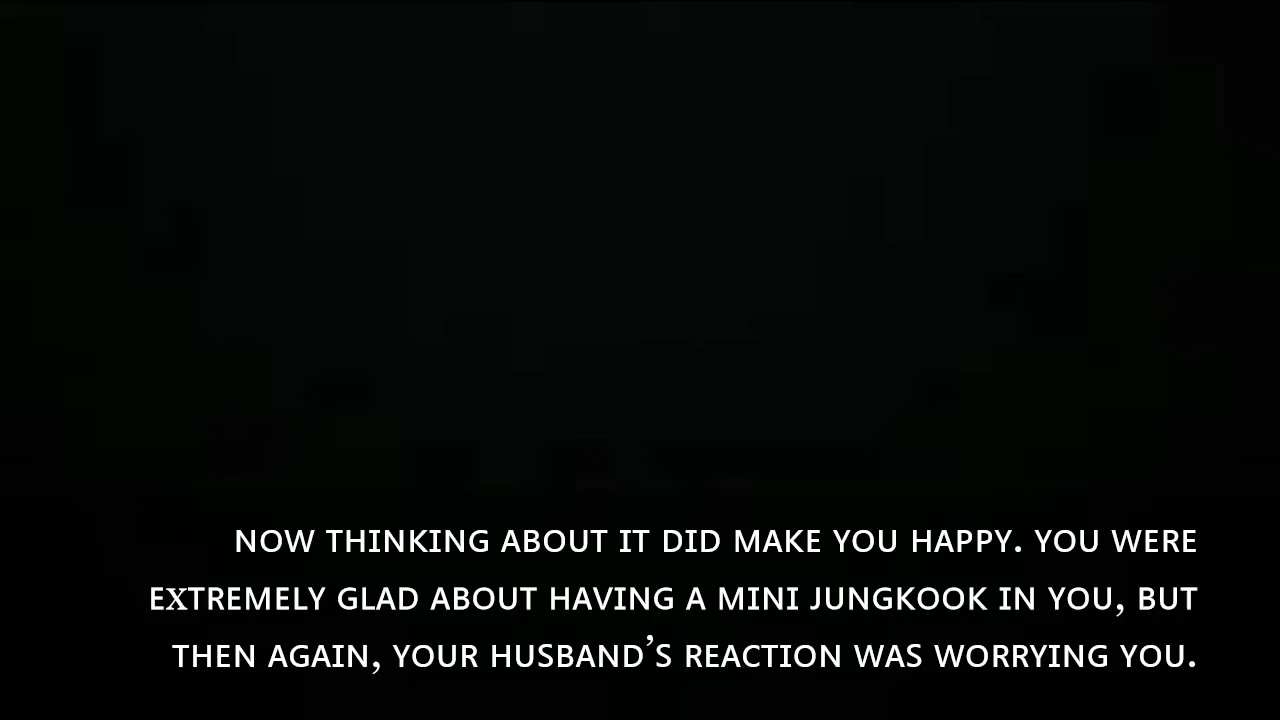 NOW THINKING ABOUT IT DID MAKE YOU HAPPY. YOU WERE
EXTREMELY GLAD ABOUT HAVING A MINI JUNGKOOK IN YOU, BUT
THEN AGAIN, YOUR HUSBAND’S REACTION WAS WORRYING YOU.